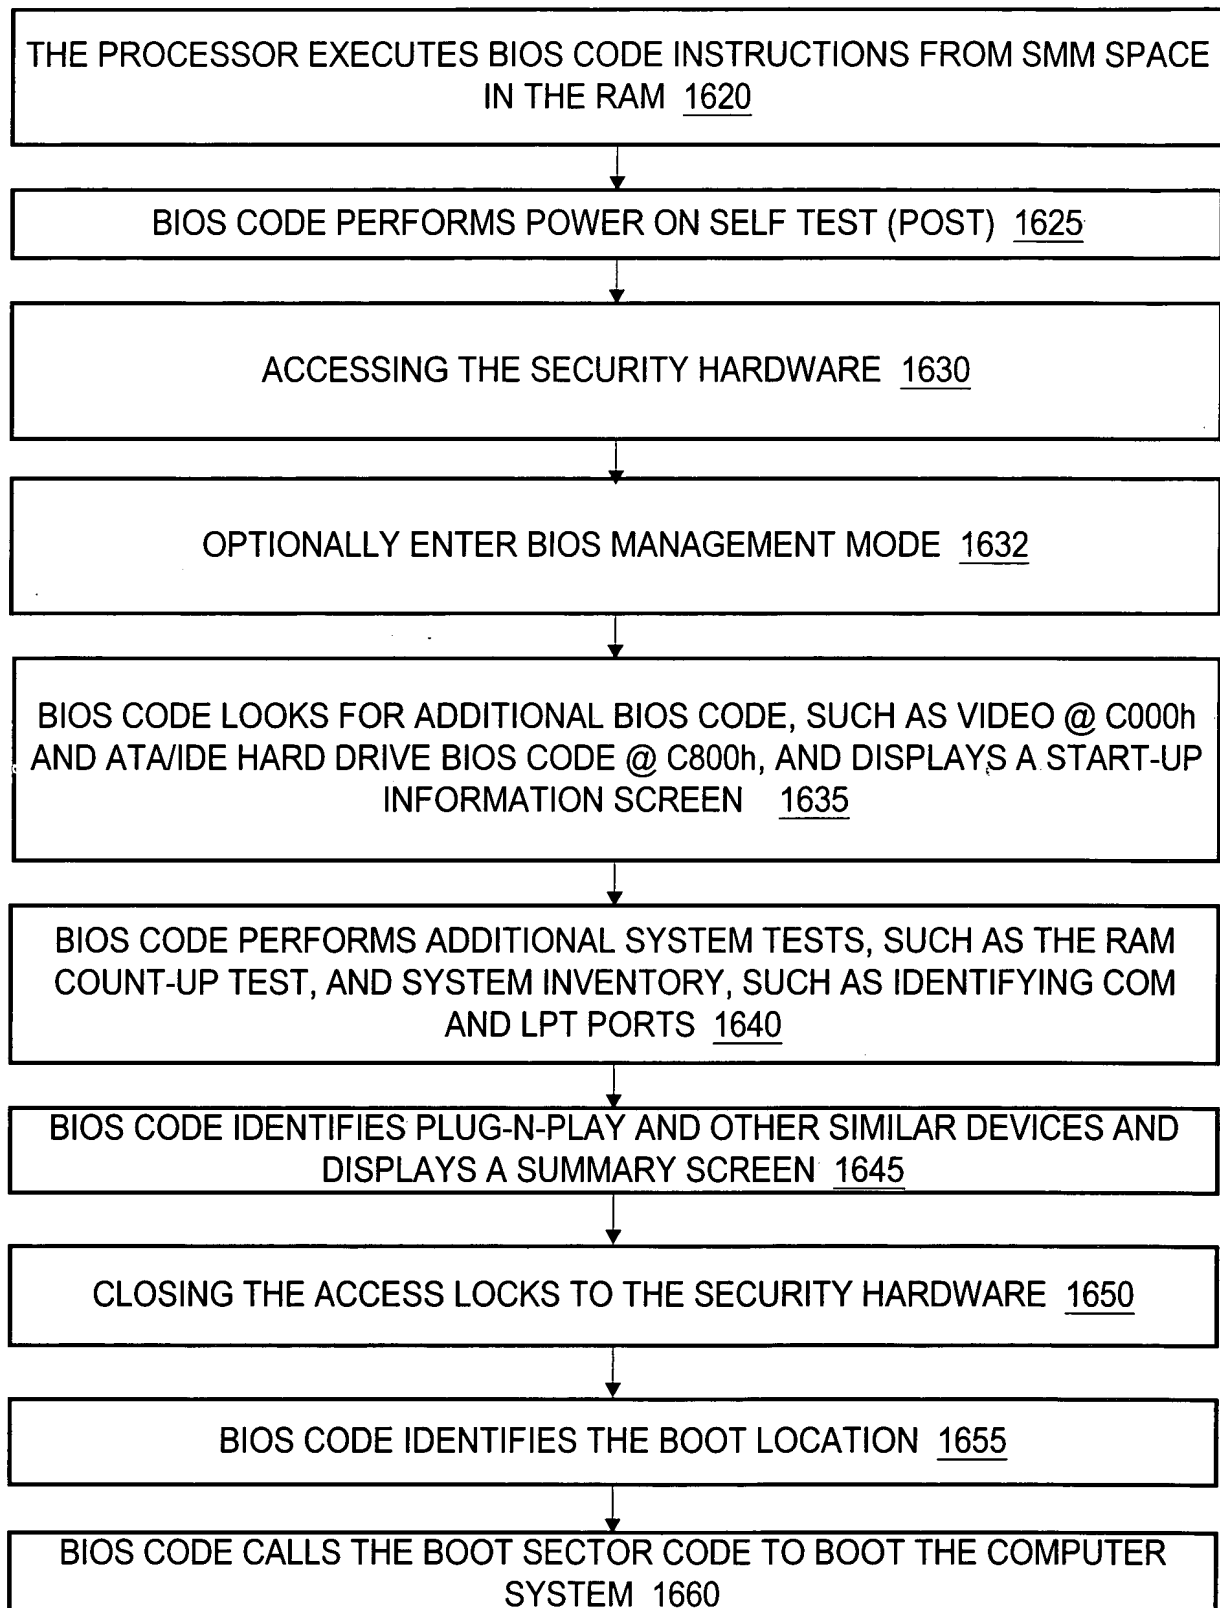 THE PROCESSOR EXECUTES BIOS CODE INSTRUCTIONS FROM SMM SPACE
IN THE RAM 1620
BIOS CODE PERFORMS POWER ON SELF TEST (POST) 1625
ACCESSING THE SECURITY HARDWARE 1630
OPTIONALLY ENTER BIOS MANAGEMENT MODE 1632
BIOS CODE LOOKS FOR ADDITIONAL BIOS CODE, SUCH AS VIDEO @ C000h
AND ATA/IDE HARD DRIVE BIOS CODE @ C800h, AND DISPLAYS A START-UP
INFORMATION SCREEN 1635
BIOS CODE PERFORMS ADDITIONAL SYSTEM TESTS, SUCH AS THE RAM
COUNT-UP TEST, AND SYSTEM INVENTORY, SUCH AS IDENTIFYING COM
AND LPT PORTS 1640
BIOS CODE IDENTIFIES PLUG-N-PLAY AND OTHER SIMILAR DEVICES AND
DISPLAYS A SUMMARY SCREEN 1645
CLOSING THE ACCESS LOCKS TO THE SECURITY HARDWARE 1650
BIOS CODE IDENTIFIES THE BOOT LOCATION 1655
BIOS CODE CALLS THE BOOT SECTOR CODE TO BOOT THE COMPUTER
SYSTEM 1660